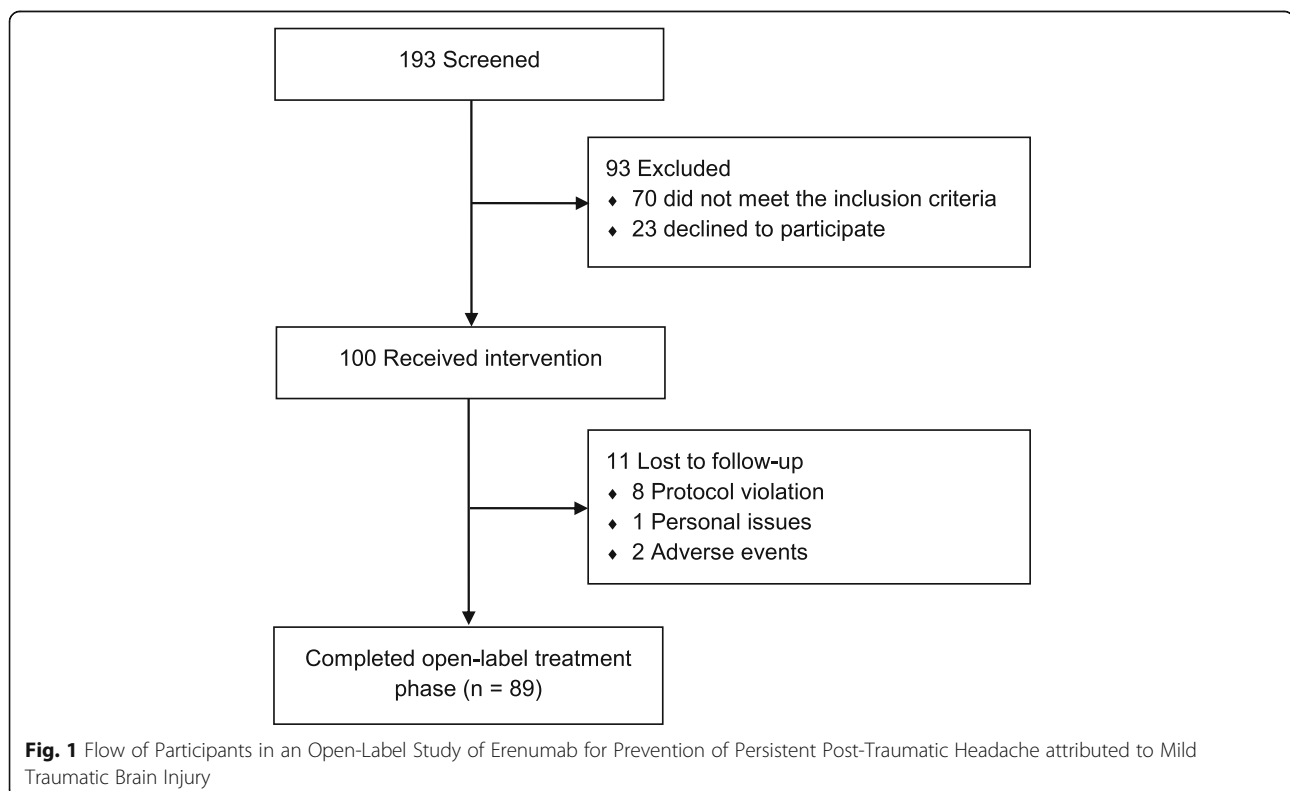 193 Screened
93 Excluded
♦ 70 did not meet the inclusion criteria
♦ 23 declined to participate
100 Received intervention
11 Lost to follow-up
♦ 8 Protocol violation
♦ 1 Personal issues
♦ 2 Adverse events
Completed open-label treatment
phase (n = 89)
Fig. 1 Flow of Participants in an Open-Label Study of Erenumab for Prevention of Persistent Post-Traumatic Headache attributed to Mild
Traumatic Brain Injury